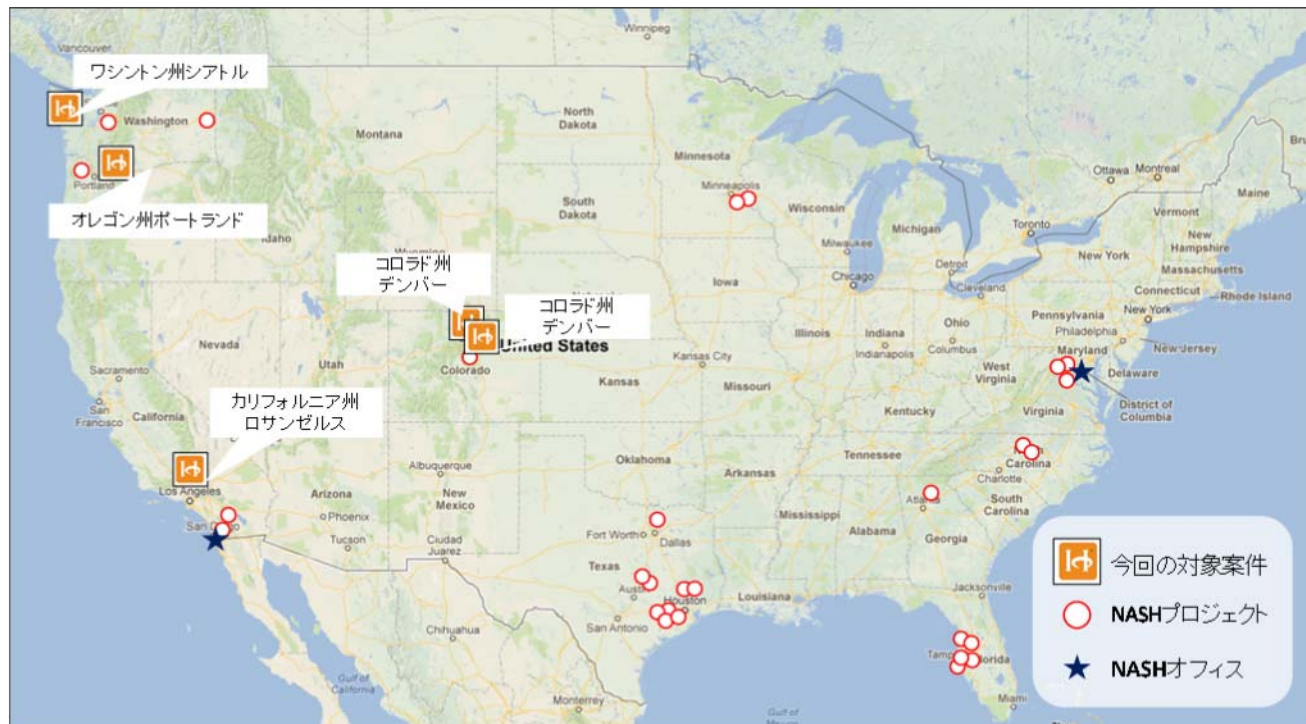 Winnipeg
Vancouver
ワシントン州シアトル
Washington
North
Dakota
Montana
Minnesota
Ottawa
Montreal
Maine
Portland
Minneapolis
South
Dakota
Wisconsin
Vermont
Toronto
New
Hampshire
Michigan
オレゴン州ポートランド
Idaho
Wyoming
Milwaukee
Detroit
New York
Massachusetts
コロラド州
デンバー
Iowa
Chicago
Cleveland
Connecticut
Rhode Island
コロラド州
デンバー
Pennsylvania
New York
Nevada
Utah
United States
Illinois
Indiana
Ohio
Philadelphia
Indianapolis
Columbus
Maryland
New Jersey
Colorado
Kansas City
West
Virginia
Delaware
Sacramento
Kansas
Missouri
San
Francisco
California
カリフォルニア州
ロサンゼルス
Kentucky
Virginia
District of
Columbia
Albuquerque
Oklahoma
Tennessee
Carolina
Charlotte
Arkansas
Los Angeles
Arizona
New
Mexico
South
Carolina
Phoenix
Mississippi
Atlanta
San Diego
Fort Worth
Dallas
Alabama
Georgia
Tucson
Ciudad
Juarez
今回の対象案件
Texas
Austin
Louisiana
Jacksonville
Houston
NASHプロジェクト
San Antonio
Chihuahua
Tampa
Florida
NASHオフィス
Gulf of
California
Monterrey
Miami
Gulf of